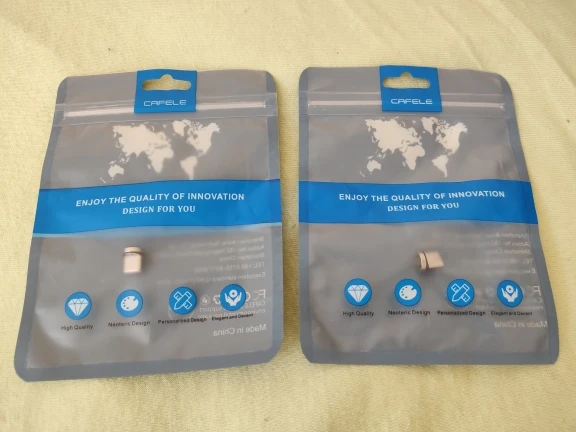 CAFELE
ENJOY THE QUALITY OF INNOVATION
DESIGN FOR YOU
High Quality
Neoteric Design
Personalized Design
Elegant and Decent
Made in China
CAFELE
ENJOY THE QUALITY OF INNOVATION
DESIGN FOR YOU
High Quality
Neoteric Design
Personalized Design
Elegant and Decent
Made in China